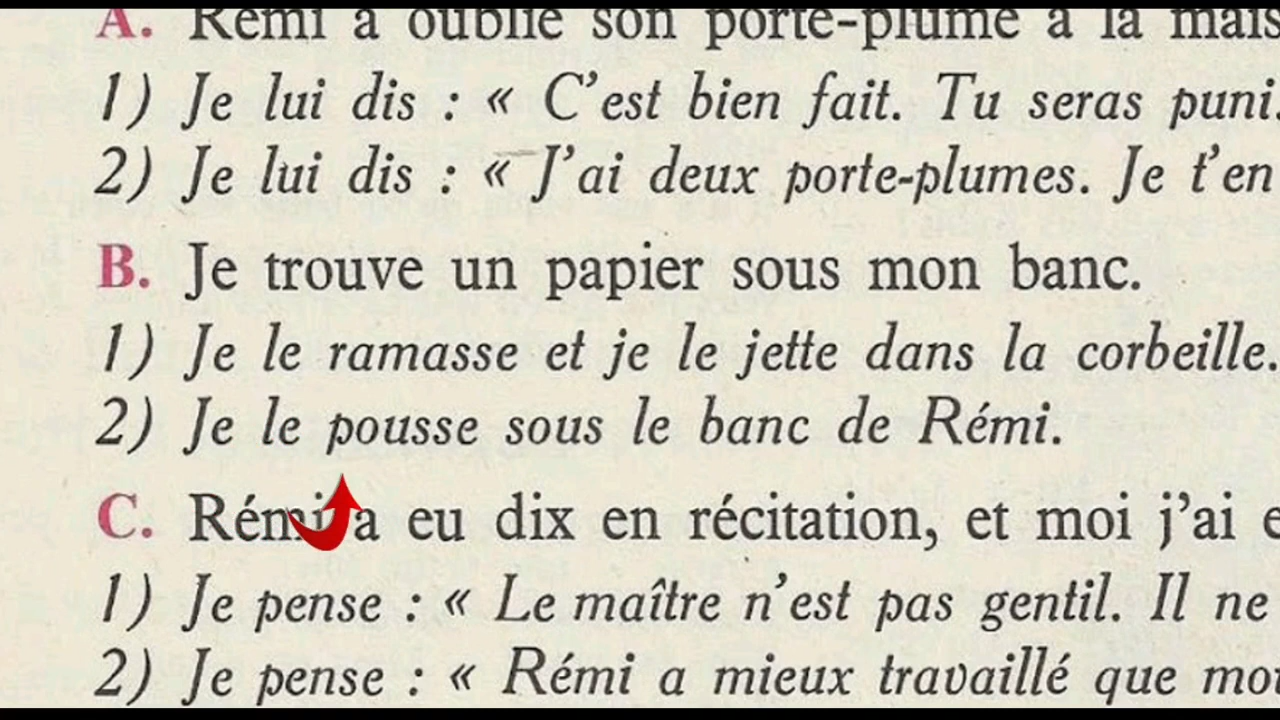 A. Rémi a oublié son porte-plume à la mais
1) Je lui dis : « C'est bien fait. Tu seras puni.
2) Je lui dis : « J'ai deux porte-plumes. Je t'en
B. Je trouve un papier sous mon banc.
1) Je le ramasse et je le jette dans la corbeille.
2) Je le pousse sous le banc de Rémi.
C. Rémi a eu dix en récitation, et moi j'ai e
1) Je pense : « Le maître n'est pas gentil. Il ne
2) Je pense : « Rémi a mieux travaillé que moi